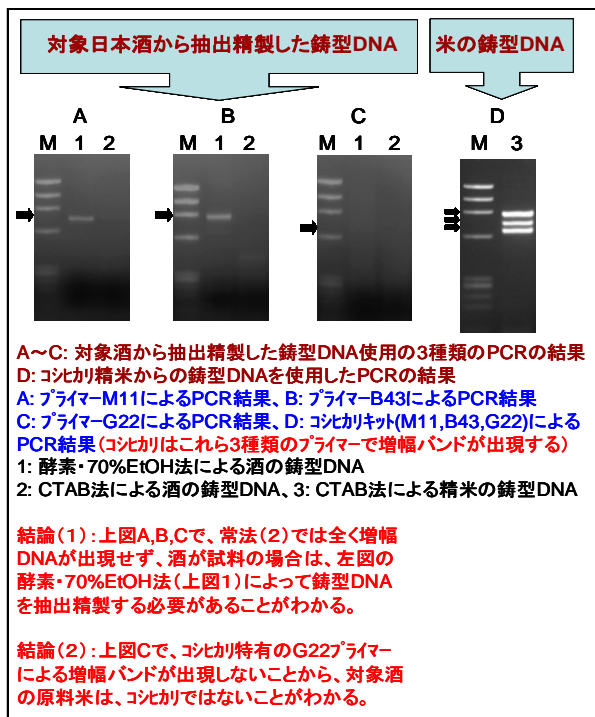 対象日本酒から抽出精製した鋳型DNA
米の鋳型DNA
A B C D
M 1 2 M 1 2 M 1 2 M 3
A～C: 対象酒から抽出精製した鋳型DNA使用の3種類のPCRの結果
D: コシヒカリ精米からの鋳型DNAを使用したPCRの結果
A: プライマーM11によるPCR結果、B: プライマーB43によるPCR結果
C: プライマーG22によるPCR結果、D: コシヒカリキット(M11,B43,G22)による
PCR結果(コシヒカリはこれら3種類のプライマーで増幅バンドが出現する)
1: 酵素・70%EtOH法による酒の鋳型DNA
2: CTAB法による酒の鋳型DNA、3: CTAB法による精米の鋳型DNA
結論(1):上図A,B,Cで、常法(2)では全く増幅
DNAが出現せず、酒が試料の場合は、左図の
酵素・70%EtOH法(上図1)によって鋳型DNA
を抽出精製する必要があることがわかる。
結論(2):上図Cで、コシヒカリ特有のG22プライマー
による増幅バンドが出現しないことから、対象酒
の原料米は、コシヒカリではないことがわかる。